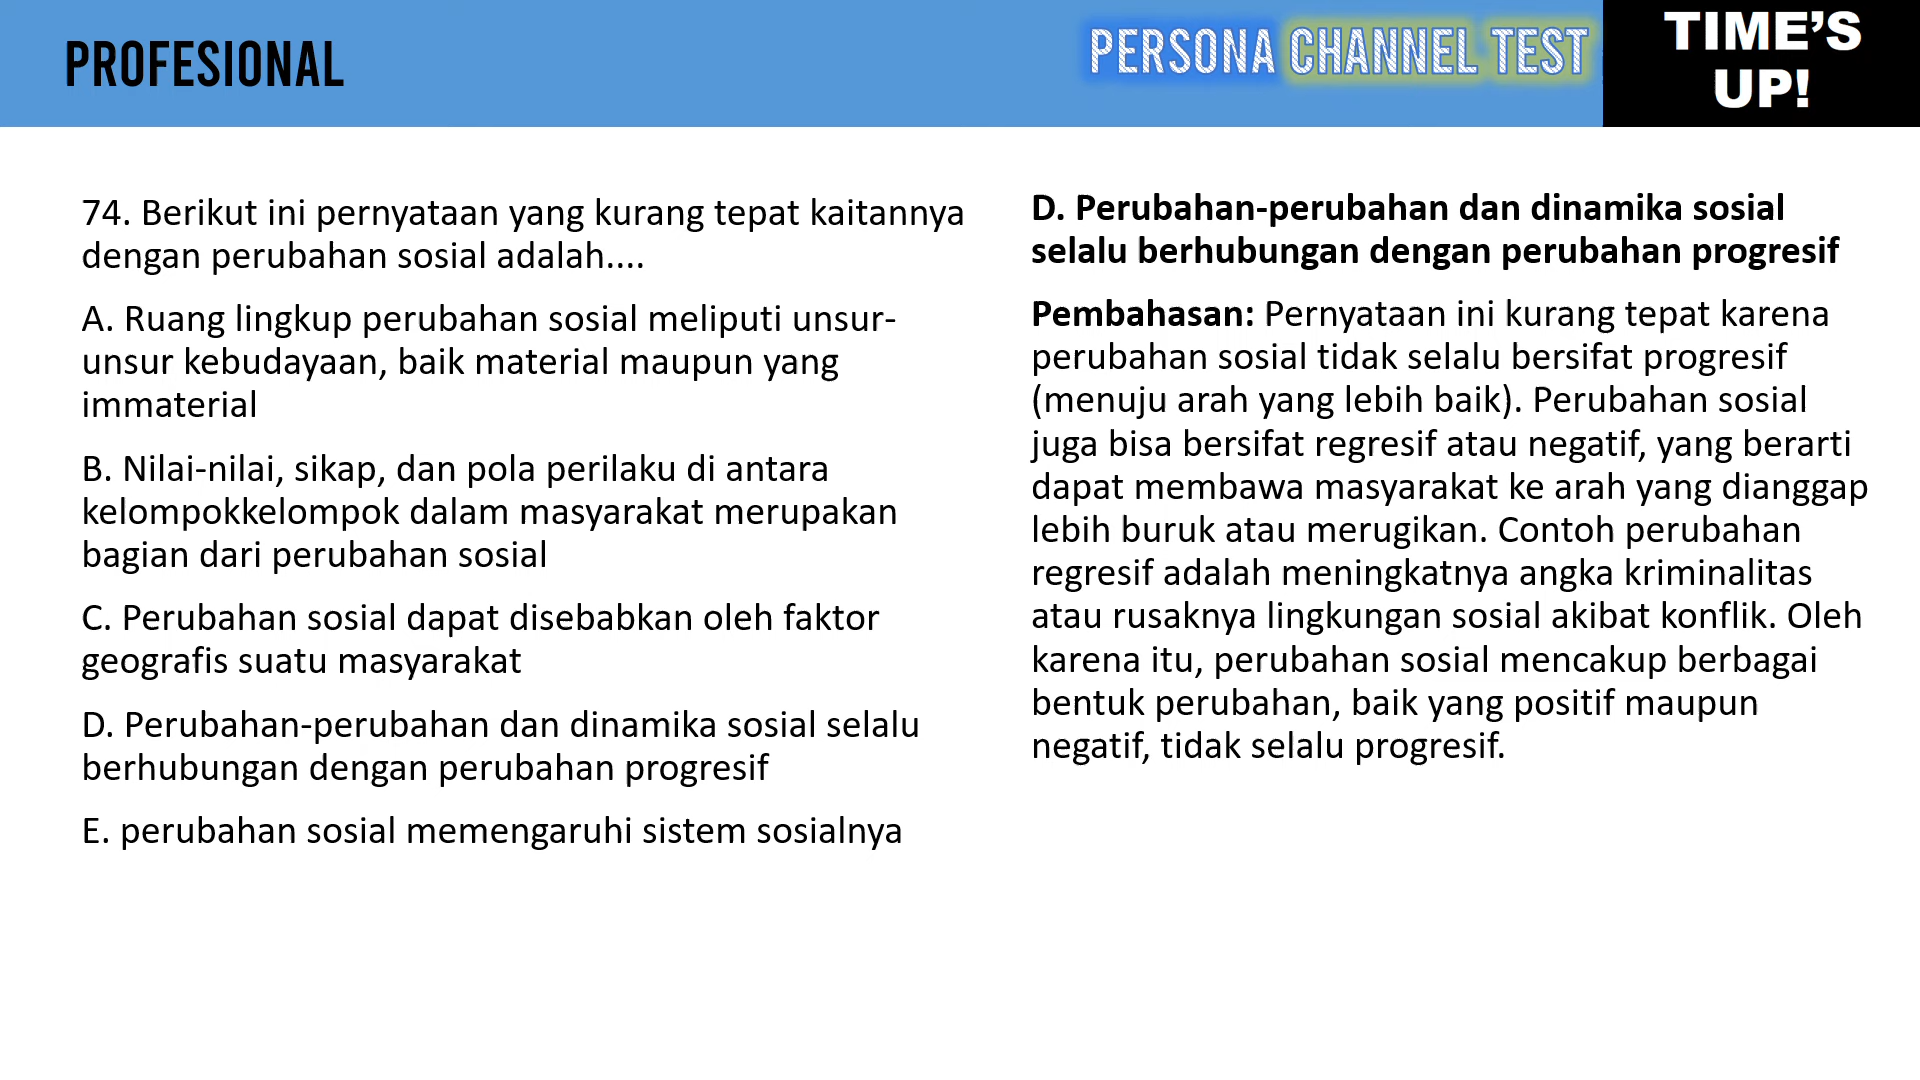 PROFESIONAL
PERSONA CHANNEL TEST
TIME'S
UP!
74. Berikut ini pernyataan yang kurang tepat kaitannya
dengan perubahan sosial adalah....
A. Ruang lingkup perubahan sosial meliputi unsur-
unsur kebudayaan, baik material maupun yang
immaterial
B. Nilai-nilai, sikap, dan pola perilaku di antara
kelompokkelompok dalam masyarakat merupakan
bagian dari perubahan sosial
C. Perubahan sosial dapat disebabkan oleh faktor
geografis suatu masyarakat
D. Perubahan-perubahan dan dinamika sosial selalu
berhubungan dengan perubahan progresif
E. perubahan sosial memengaruhi sistem sosialnya
D. Perubahan-perubahan dan dinamika sosial
selalu berhubungan dengan perubahan progresif
Pembahasan: Pernyataan ini kurang tepat karena
perubahan sosial tidak selalu bersifat progresif
(menuju arah yang lebih baik). Perubahan sosial
juga bisa bersifat regresif atau negatif, yang berarti
dapat membawa masyarakat ke arah yang dianggap
lebih buruk atau merugikan. Contoh perubahan
regresif adalah meningkatnya angka kriminalitas
atau rusaknya lingkungan sosial akibat konflik. Oleh
karena itu, perubahan sosial mencakup berbagai
bentuk perubahan, baik yang positif maupun
negatif, tidak selalu progresif.